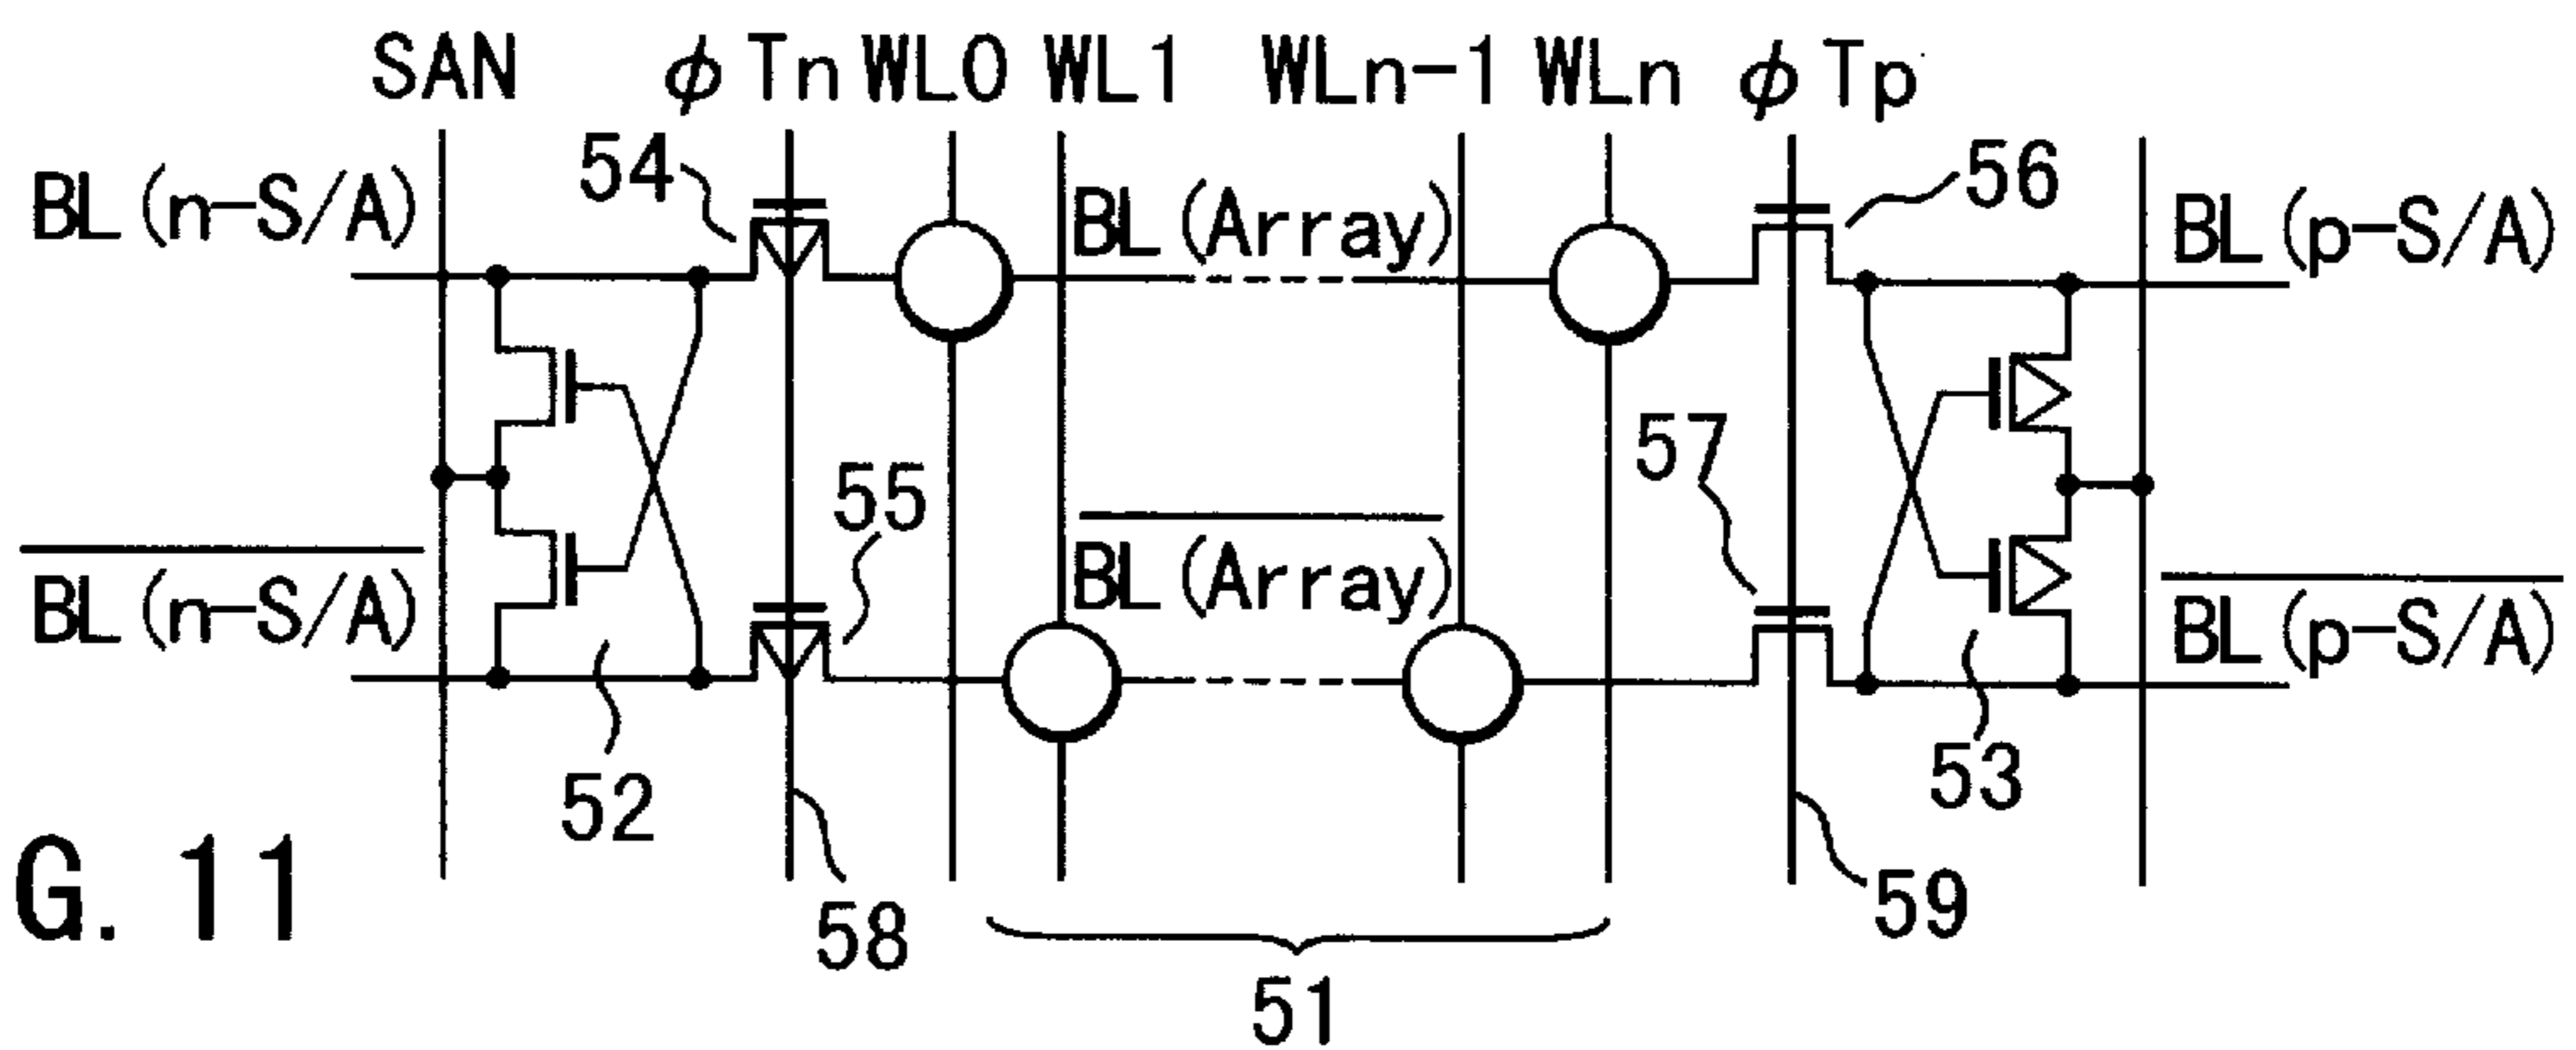 SAN φTn WL0 WL1 WLn-1 WLn φTp
54
56
BL(n-S/A)
BL(Array)
BL(p-S/A)
57
55
BL(n-S/A)
BL(Array)
BL(p-S/A)
52
53
58
59
G. 11
51